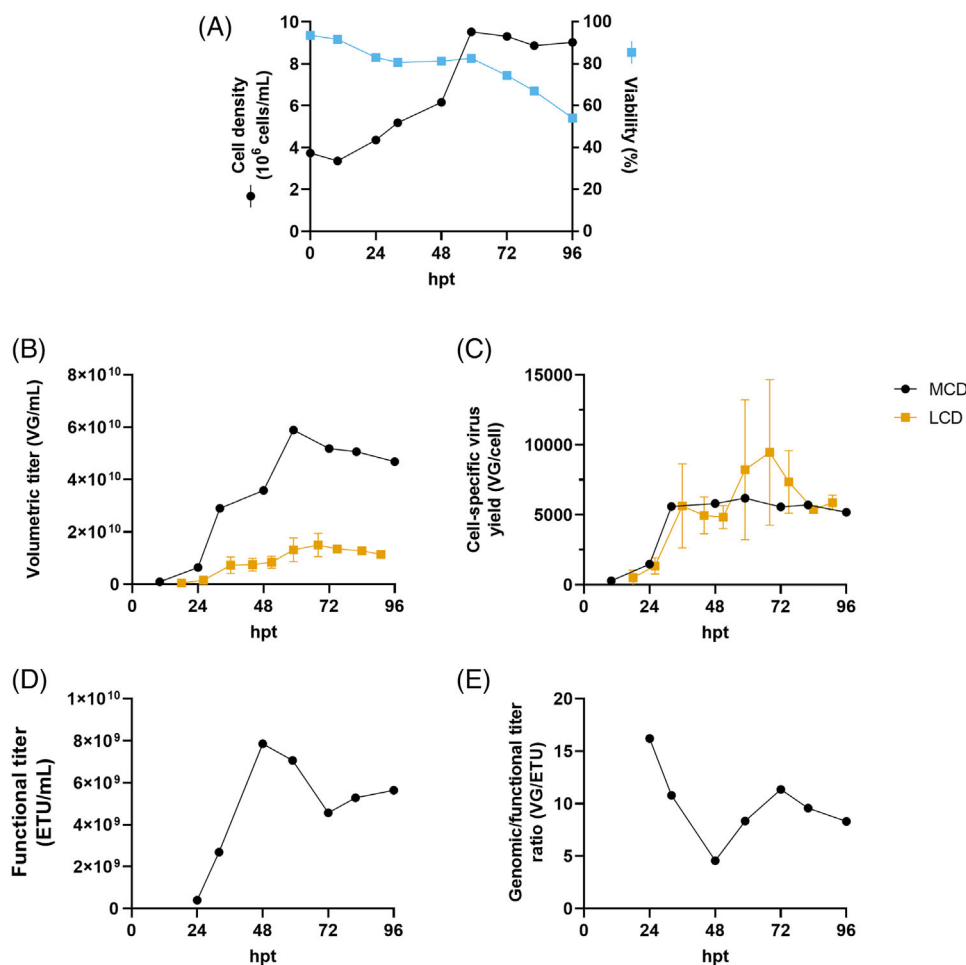 (A)
10
8
6
4
2
0
Cell density
(10⁶ cells/mL)
100
80
60
40
20
0
Viability
(%)
0 24 48 72 96
hpt
(B)
8×10¹⁰
6×10¹⁰
4×10¹⁰
2×10¹⁰
0
Volumetric titer (VG/mL)
0 24 48 72 96
hpt
(C)
15000
10000
5000
0
Cell-specific virus
yield (VG/cell)
0 24 48 72 96
hpt
MCD
LCD
(D)
1×10¹⁰
8×10⁹
6×10⁹
4×10⁹
2×10⁹
0
Functional titer
(ETU/mL)
0 24 48 72 96
hpt
(E)
20
15
10
5
0
Genomic/functional titer
ratio (VG/ETU)
0 24 48 72 96
hpt